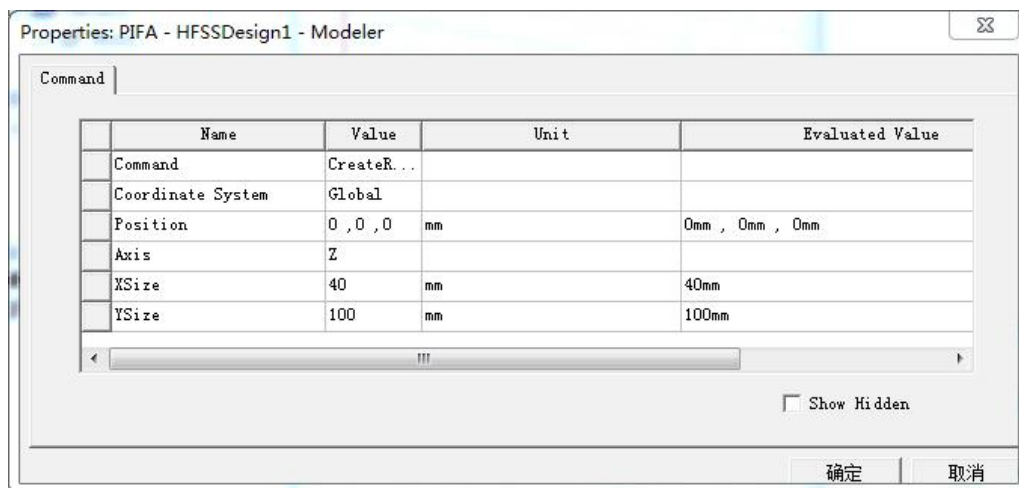 Properties: PIFA - HFSSDesign1 - Modeler
Command
Name Value Unit Evaluated Value
Command CreateR...
Coordinate System Global
Position 0 ,0 ,0 mm 0mm , 0mm , 0mm
Axis Z
XSize 40 mm 40mm
YSize 100 mm 100mm
Show Hidden
确定 取消